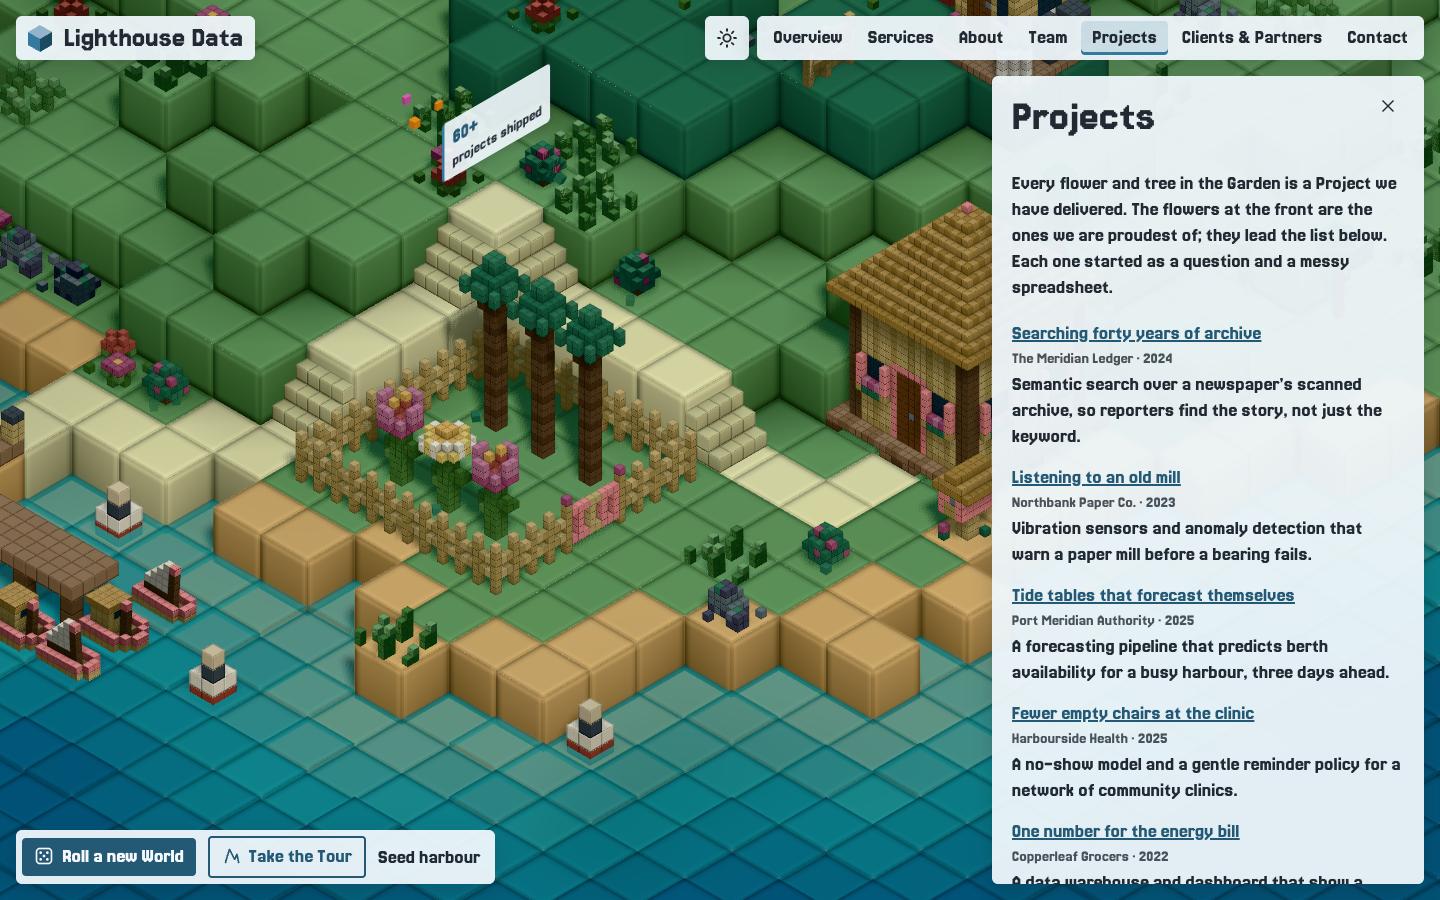 Lighthouse Data
Overview Services About Team Projects Clients & Partners Contact
60+
projects shipped
Projects
Every flower and tree in the Garden is a Project we
have delivered. The flowers at the front are the
ones we are proudest of; they lead the list below.
Each one started as a question and a messy
spreadsheet.
Searching forty years of archive
The Meridian Ledger · 2024
Semantic search over a newspaper's scanned
archive, so reporters find the story, not just the
keyword.
Listening to an old mill
Northbank Paper Co. · 2023
Vibration sensors and anomaly detection that
warn a paper mill before a bearing fails.
Tide tables that forecast themselves
Port Meridian Authority · 2025
A forecasting pipeline that predicts berth
availability for a busy harbour, three days ahead.
Fewer empty chairs at the clinic
Harbourside Health · 2025
A no-show model and a gentle reminder policy for a
network of community clinics.
One number for the energy bill
Copperleaf Grocers · 2022
A data warehouse and dashboard that show a
Roll a new World Take the Tour Seed harbour